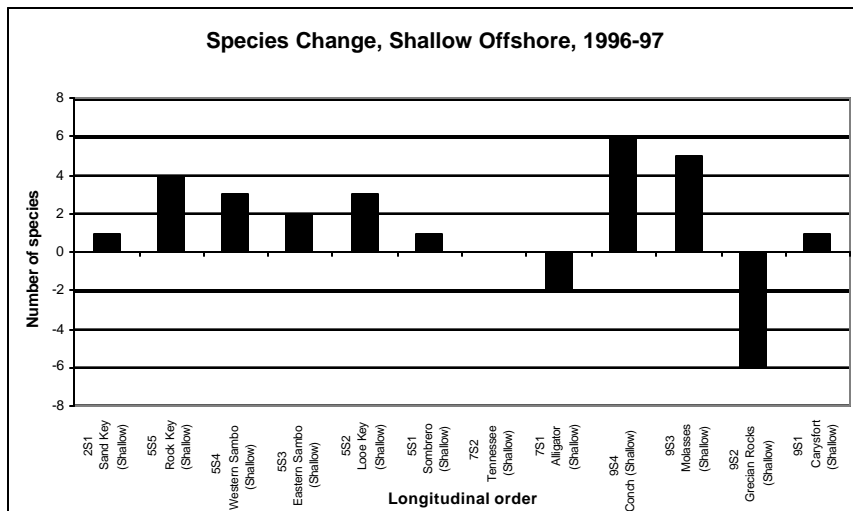 Species Change, Shallow Offshore, 1996-97
Number of species
8
6
4
2
0
-2
-4
-6
-8
2S1
Sand Key
(Shallow)
5S5
Rock Key
(Shallow)
5S4
Western Sambo
(Shallow)
5S3
Eastern Sambo
(Shallow)
5S2
Looe Key
(Shallow)
5S1
Sombrero
(Shallow)
7S2
Tennessee
(Shallow)
7S1
Alligator
(Shallow)
9S4
Conch (Shallow)
9S3
Molasses
(Shallow)
9S2
Grecian Rocks
(Shallow)
9S1
Carysfort
(Shallow)
Longitudinal order